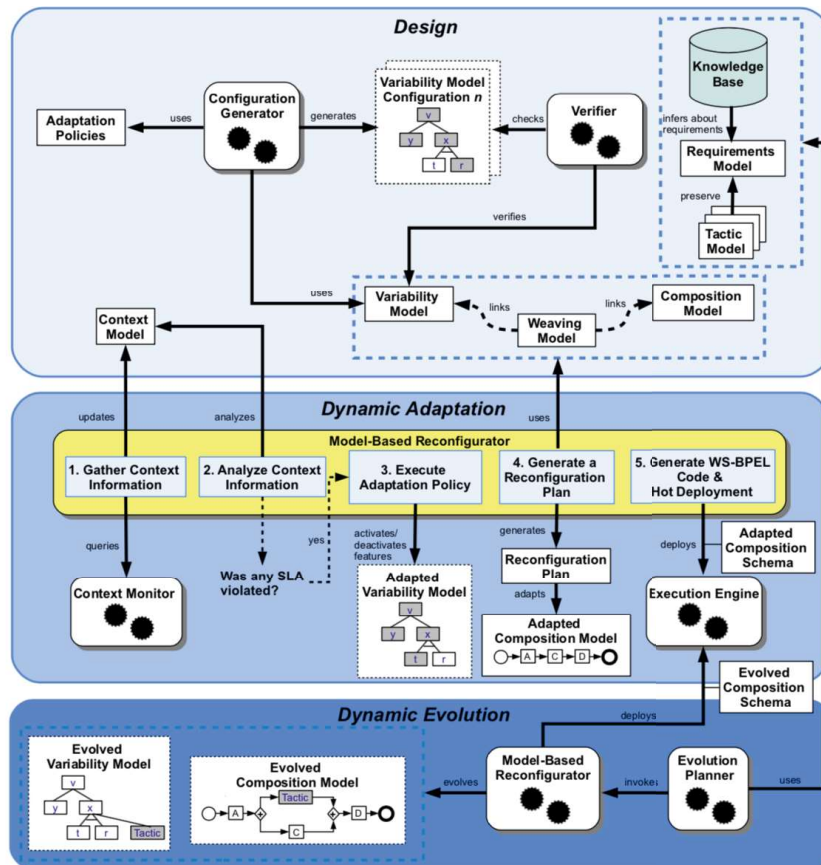 Design
Knowledge
Base
Configuration
Generator
Variability Model
Configuration n
Verifier
Adaptation
Policies
uses
generates
checks
infers about
requirements
v
y
x
t
r
Requirements
Model
preserve
Tactic
Model
verifies
uses
Variability
Model
links
Weaving
Model
links
Composition
Model
Context
Model
updates
analyzes
Dynamic Adaptation
uses
Model-Based Reconfigurator
1. Gather Context
Information
2. Analyze Context
Information
3. Execute
Adaptation Policy
4. Generate a
Reconfiguration
Plan
5. Generate WS-BPEL
Code &
Hot Deployment
queries
yes
Was any SLA
violated?
activates/
deactivates
features
generates
Reconfiguration
Plan
adapts
deploys
Adapted
Composition
Schema
Context Monitor
Adapted
Variability Model
v
y
x
t
r
Adapted
Composition Model
A
C
D
Execution Engine
Evolved
Composition
Schema
Dynamic Evolution
deploys
Evolved
Variability Model
v
y
x
t
r
Tactic
Evolved
Composition Model
A
Tactic
C
D
evolves
Model-Based
Reconfigurator
Evolution
Planner
uses